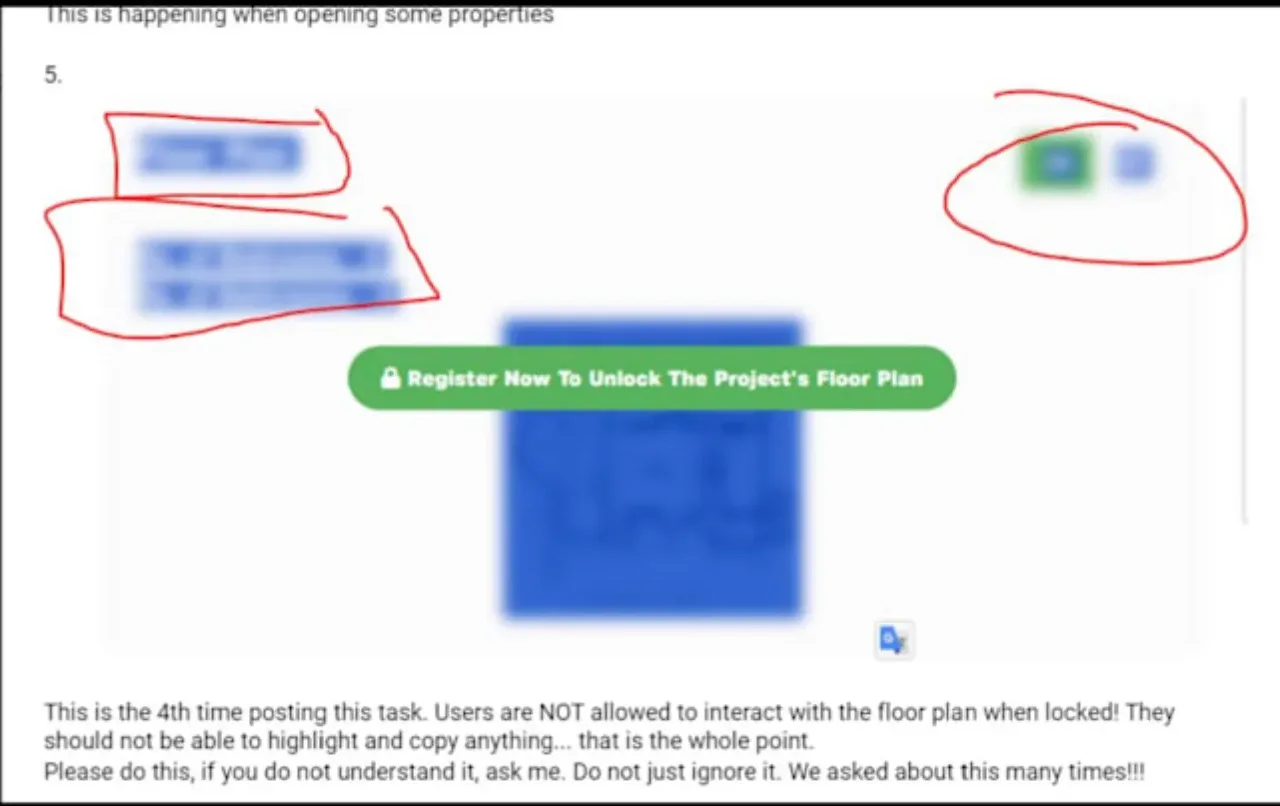 This is happening when opening some properties
5.
Register Now To Unlock The Project's Floor Plan
This is the 4th time posting this task. Users are NOT allowed to interact with the floor plan when locked! They
should not be able to highlight and copy anything... that is the whole point.
Please do this, if you do not understand it, ask me. Do not just ignore it. We asked about this many times!!!